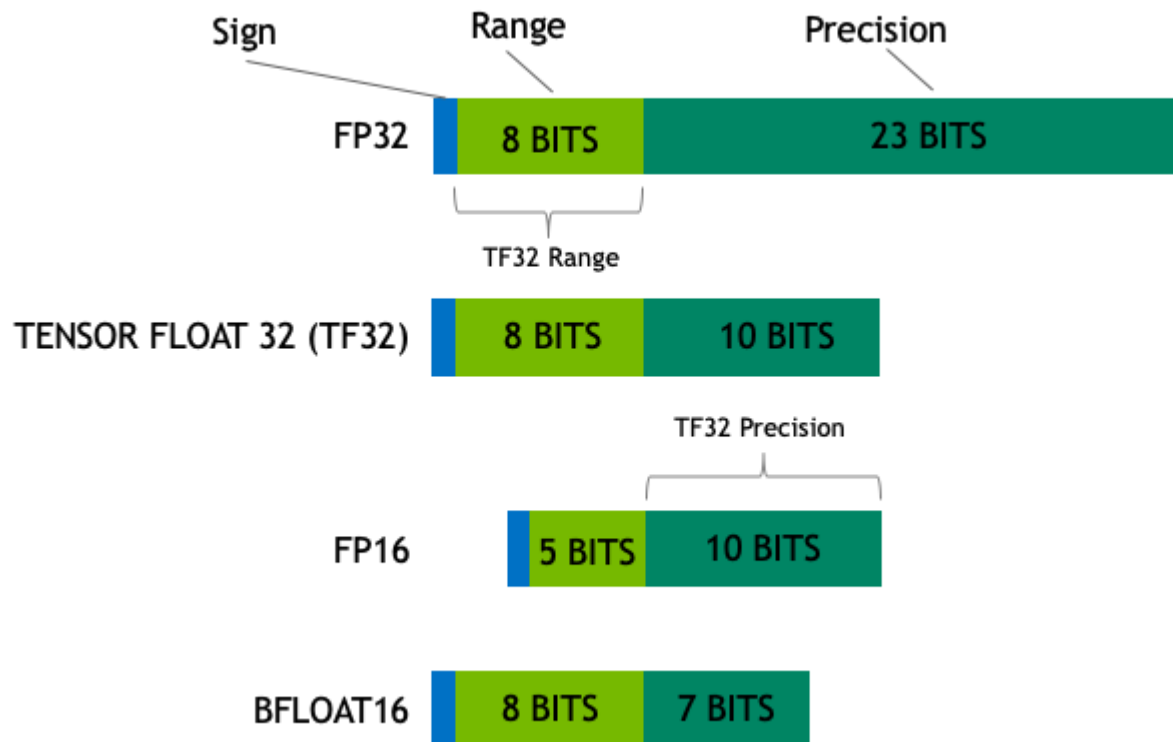 Sign
Range
Precision
FP32
8 BITS
23 BITS
TF32 Range
TENSOR FLOAT 32 (TF32)
8 BITS
10 BITS
TF32 Precision
FP16
5 BITS
10 BITS
BFLOAT16
8 BITS
7 BITS